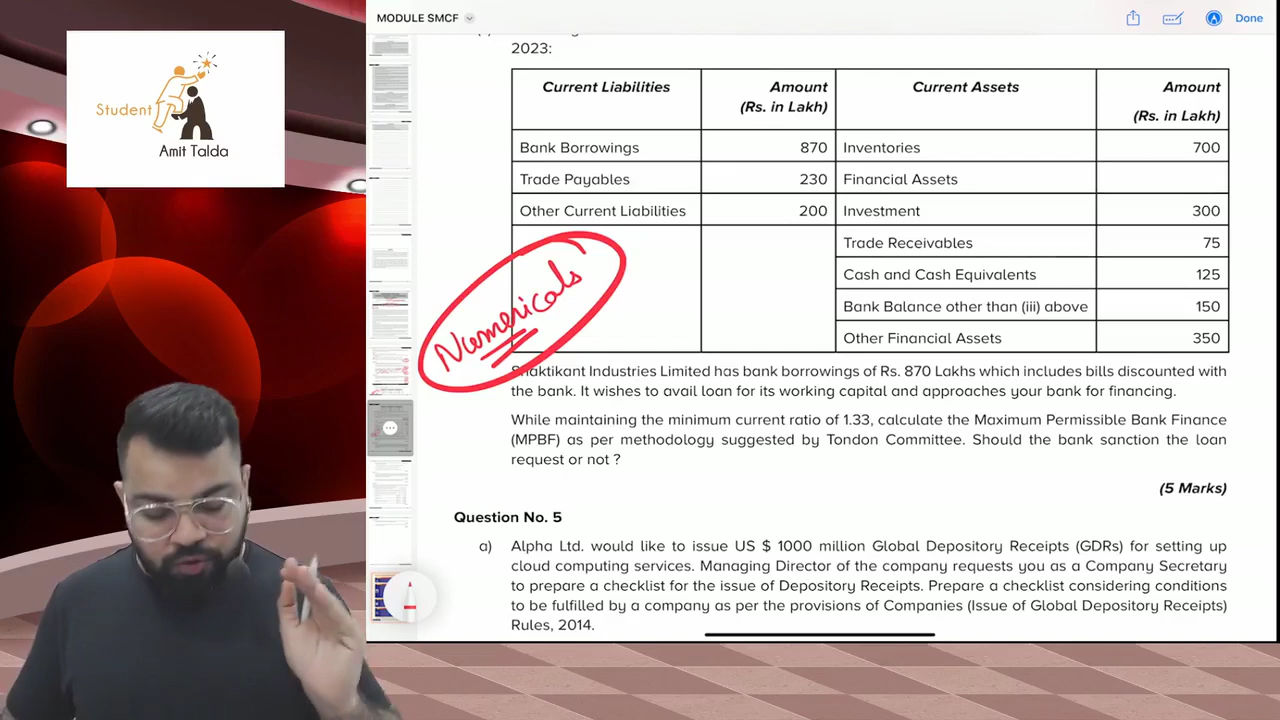 MODULE SMCF
Done
Student
Amit Talda
2023:
Current Liabilities Amount Current Assets Amount
(Rs. in Lakh) (Rs. in Lakh)
Bank Borrowings 870 Inventories 700
Trade Payables Financial Assets
Other Current Liabilities 200 Investment 300
Trade Receivables 75
Cash and Cash Equivalents 125
Bank Balance other than (iii) above 150
Other Financial Assets 350
Numericals
Shaktikant Industries Limited has bank borrowings of Rs. 870 Lakhs which includes bills discounted with
the bank. It wishes to avail loan for working capital and approaches your bank for financing.
While maintaining the minimum current ratio of 1.33, calculate the Maximum Permissible Bank Finance
(MPBF) as per methodology suggested by Tandon Committee. Should the bank sanction the loan
request or not ?
(5 Marks)
Question No. 5
a) Alpha Ltd. would like to issue US $ 1000 million Global Depository Receipts (GDRs) for setting up
cloud computing services. Managing Director of the company requests you as a Company Secretary
to prepare a checklist for the issue of Depository Receipts. Prepare a checklist considering conditions
to be fulfilled by a company as per the provisions of Companies (Issue of Global Depository Receipts)
Rules, 2014.